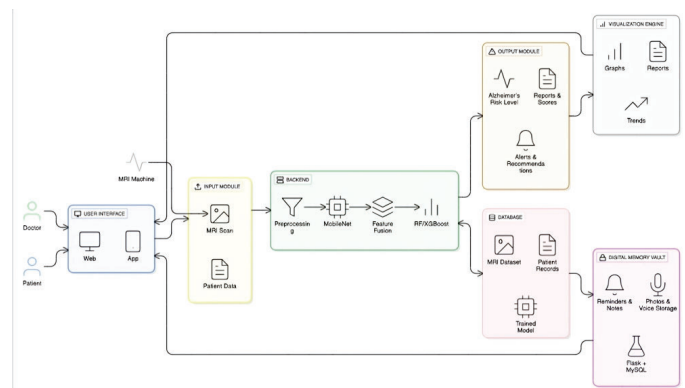 VISUALIZATION ENGINE
Graphs
Reports
Trends
OUTPUT MODULE
Alzheimer's
Risk Level
Reports &
Scores
Alerts &
Recommenda
tions
MRI Machine
Doctor
Patient
USER INTERFACE
Web
App
INPUT MODULE
MRI Scan
Patient Data
BACKEND
Preprocessin
g
MobileNet
Feature
Fusion
RF/XGBoost
DATABASE
MRI Dataset
Patient
Records
Trained
Model
DIGITAL MEMORY VAULT
Reminders &
Notes
Photos &
Voice Storage
Flask +
MySQL